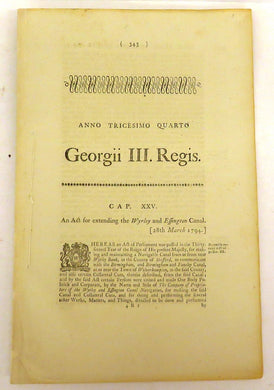 ( 343 )
ANNO TRICESIMO QUARTO
Georgii III. Regis.
CAP. XXV.
An Act for extending the Wyrley and Essington Canal.
[28th March 1794.]
WHEREAS an Act of Parliament was passed in the Thirty-
second Year of the Reign of His present Majesty, for mak-
ing and maintaining a Navigable Canal from or from near
Wyrley Bank, in the County of Stafford, to communicate
with the Birmingham, and Birmingham and Fazeley Canal,
at or near the Town of Wolverhampton, in the said County,
and also certain Collateral Cuts, therein described, from the said Canal; and
by the said Act certain Persons were united and made One Body Po-
litick and Corporate, by the Name and Stile of The Company of Proprie-
tors of the Wyrley and Essington Canal Navigation, for making the said
Canal and Collateral Cuts, and for doing and performing the several
other Works, Matters, and Things, detailed to be done and performed
by